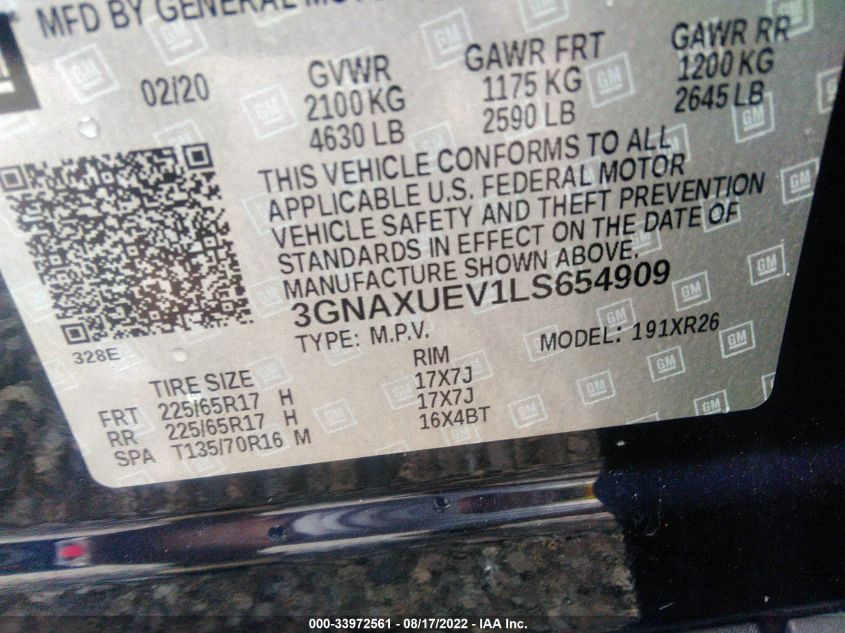 MFD BY GENERAL MOTOR
02/20 GVWR GAWR FRT GAWR RR
2100 KG 1175 KG 1200 KG
4630 LB 2590 LB 2645 LB
THIS VEHICLE CONFORMS TO ALL
APPLICABLE U.S. FEDERAL MOTOR
VEHICLE SAFETY AND THEFT PREVENTION
STANDARDS IN EFFECT ON THE DATE OF
MANUFACTURE SHOWN ABOVE.
3GNAXUEV1LS654909
TYPE: M.P.V. MODEL: 191XR26
328E
TIRE SIZE RIM
FRT 225/65R17 H 17X7J
RR 225/65R17 H 17X7J
SPA T135/70R16 M 16X4BT
GM
000-33972561 - 08/17/2022 - IAA Inc.